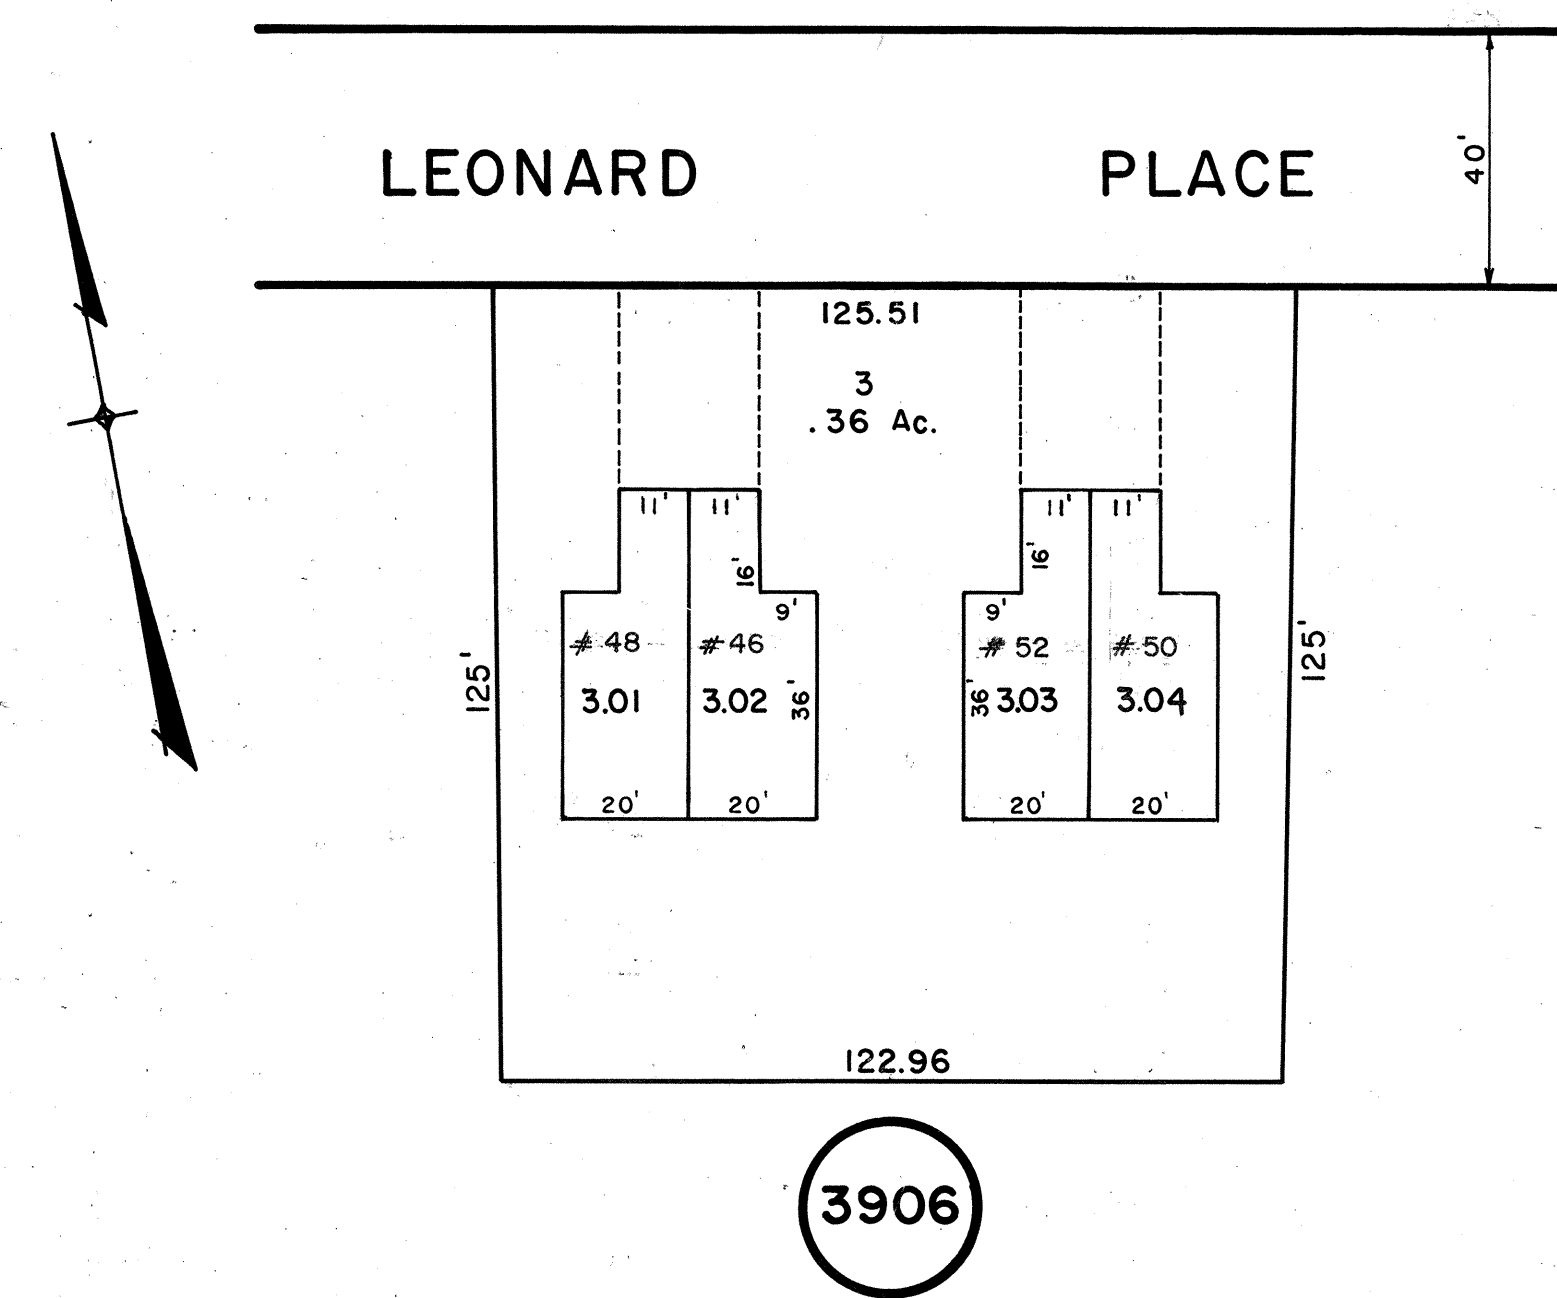 LEONARD PLACE
40'
125.51
3
.36 Ac.
11' 11' 11' 11'
16' 16'
9' 9'
# 48 # 46 # 52 # 50
125' 3.01 3.02 36' 36' 3.03 3.04 125'
20' 20' 20' 20'
122.96
3906